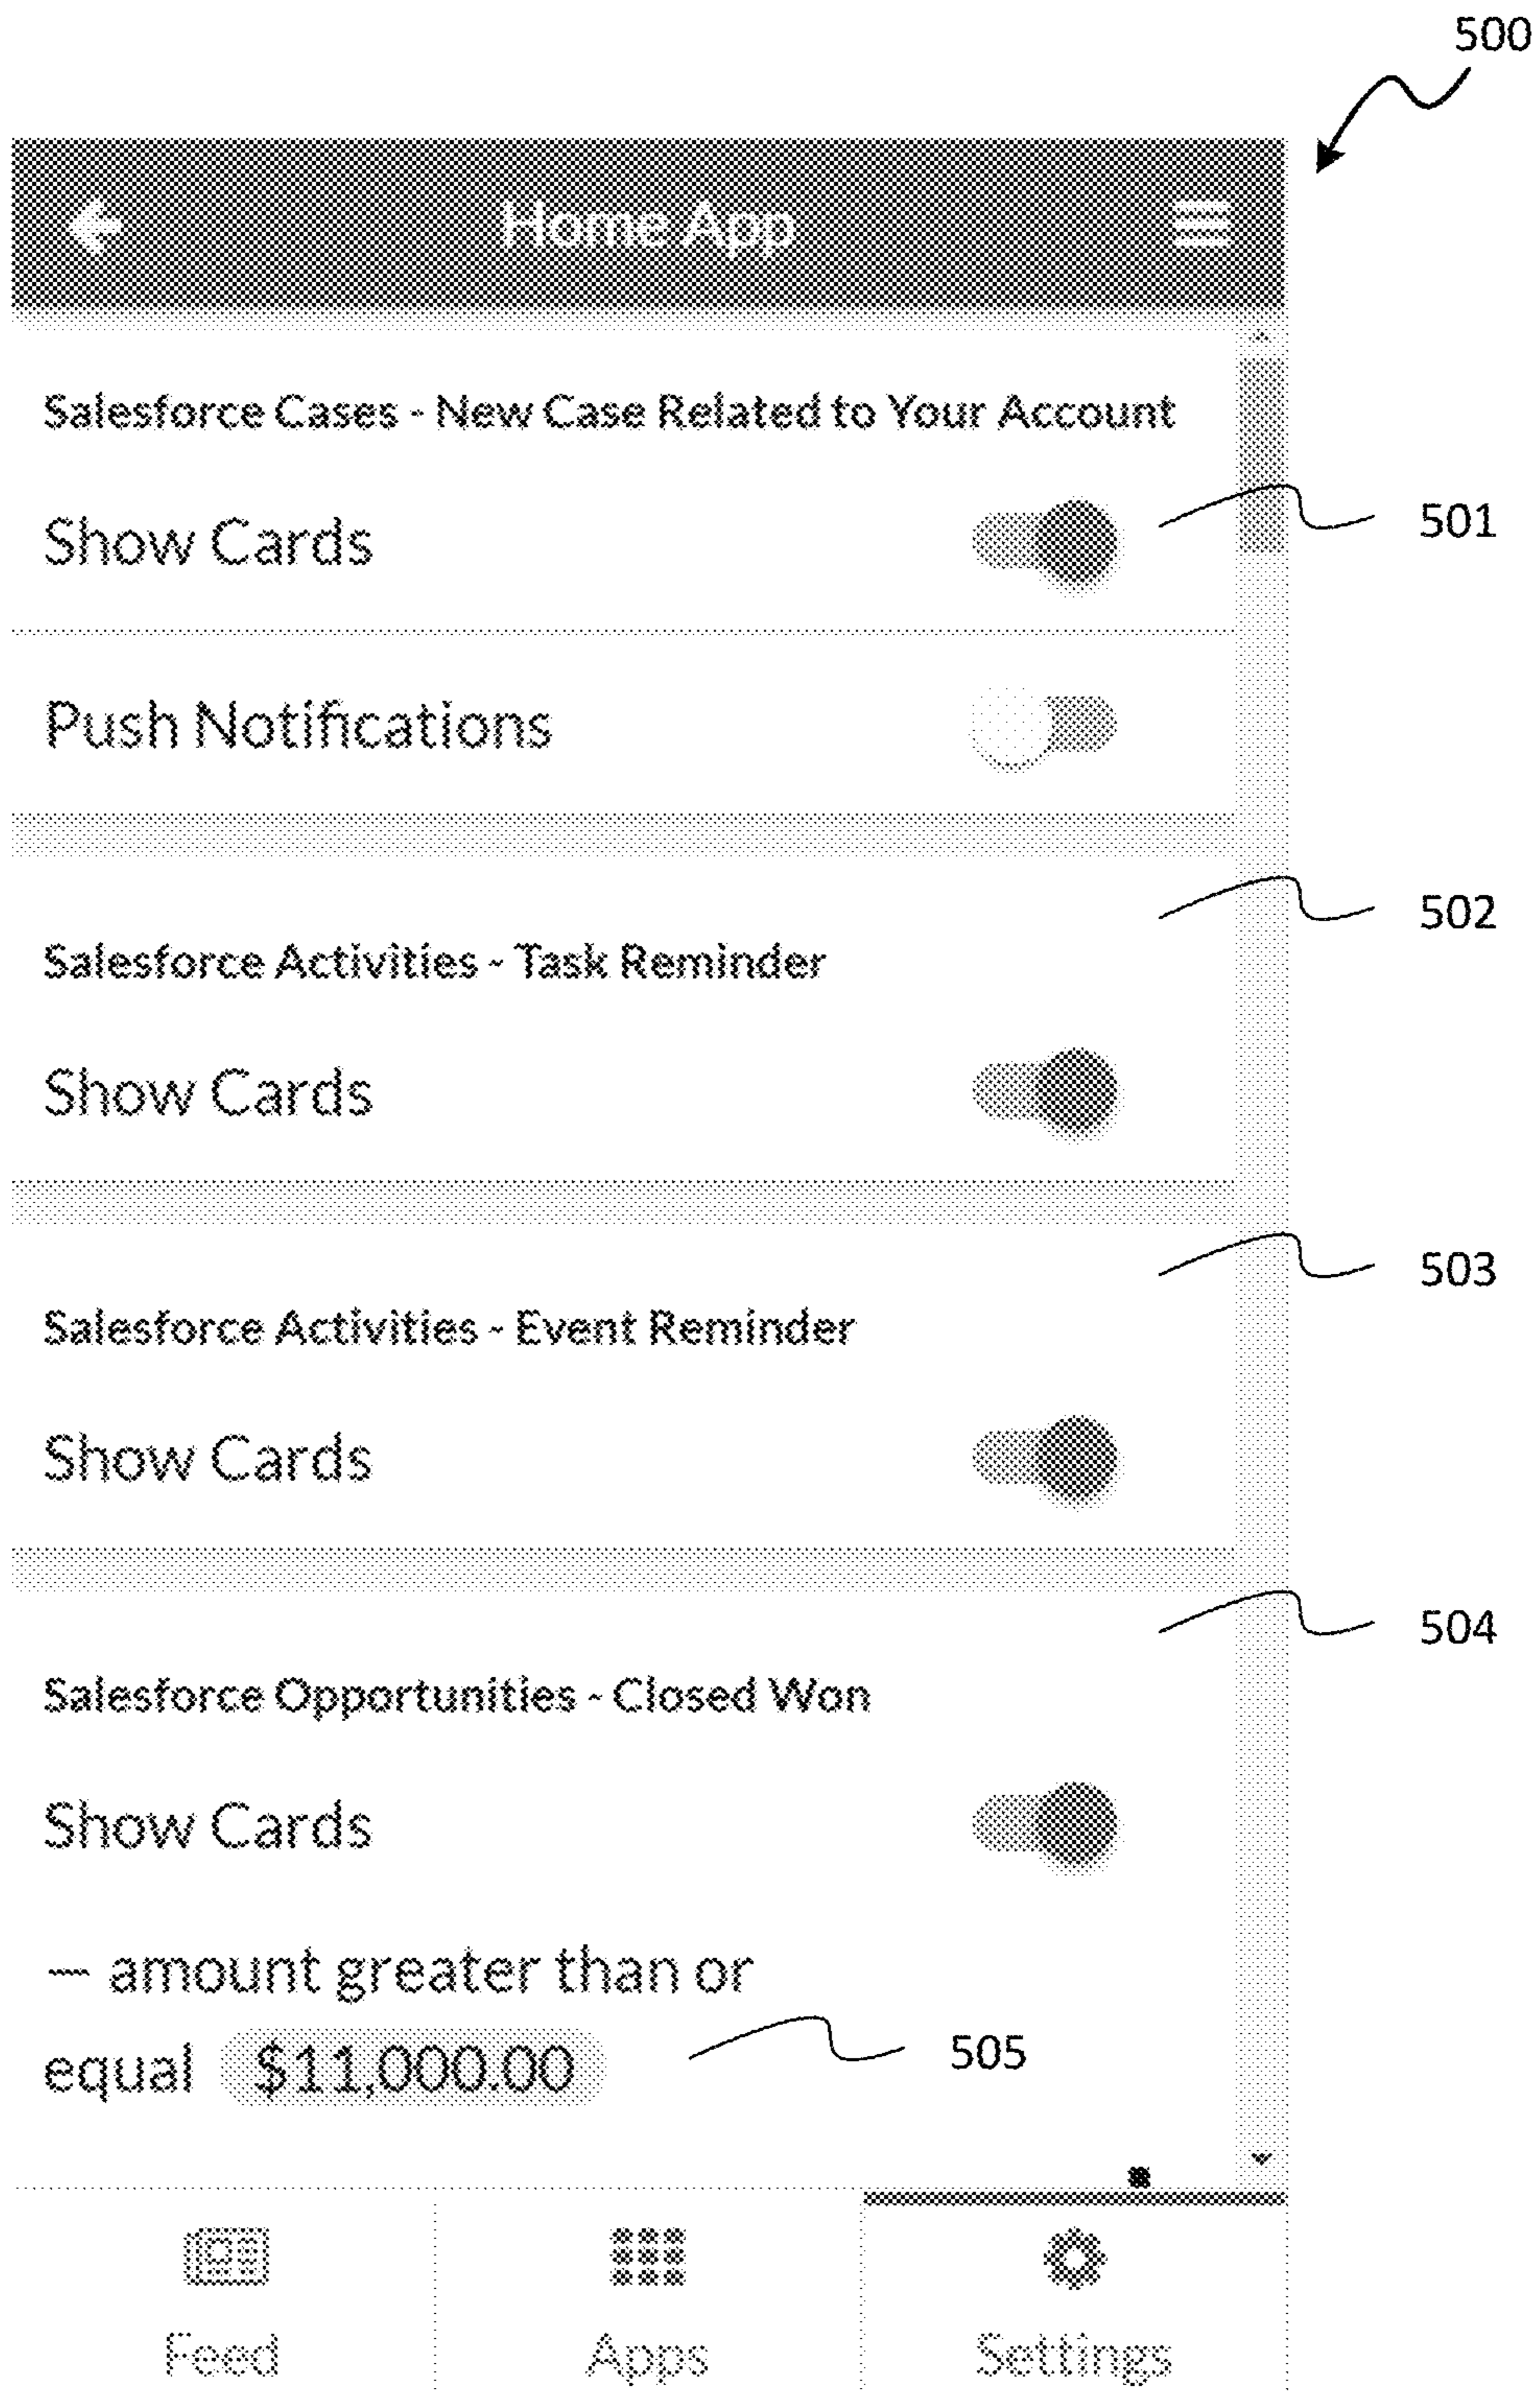 500
Home App
Salesforce Cases - New Case Related to Your Account
Show Cards
501
Push Notifications
502
Salesforce Activities - Task Reminder
Show Cards
503
Salesforce Activities - Event Reminder
Show Cards
504
Salesforce Opportunities - Closed Won
Show Cards
— amount greater than or
equal $11,000.00
505
Feed
Apps
Settings